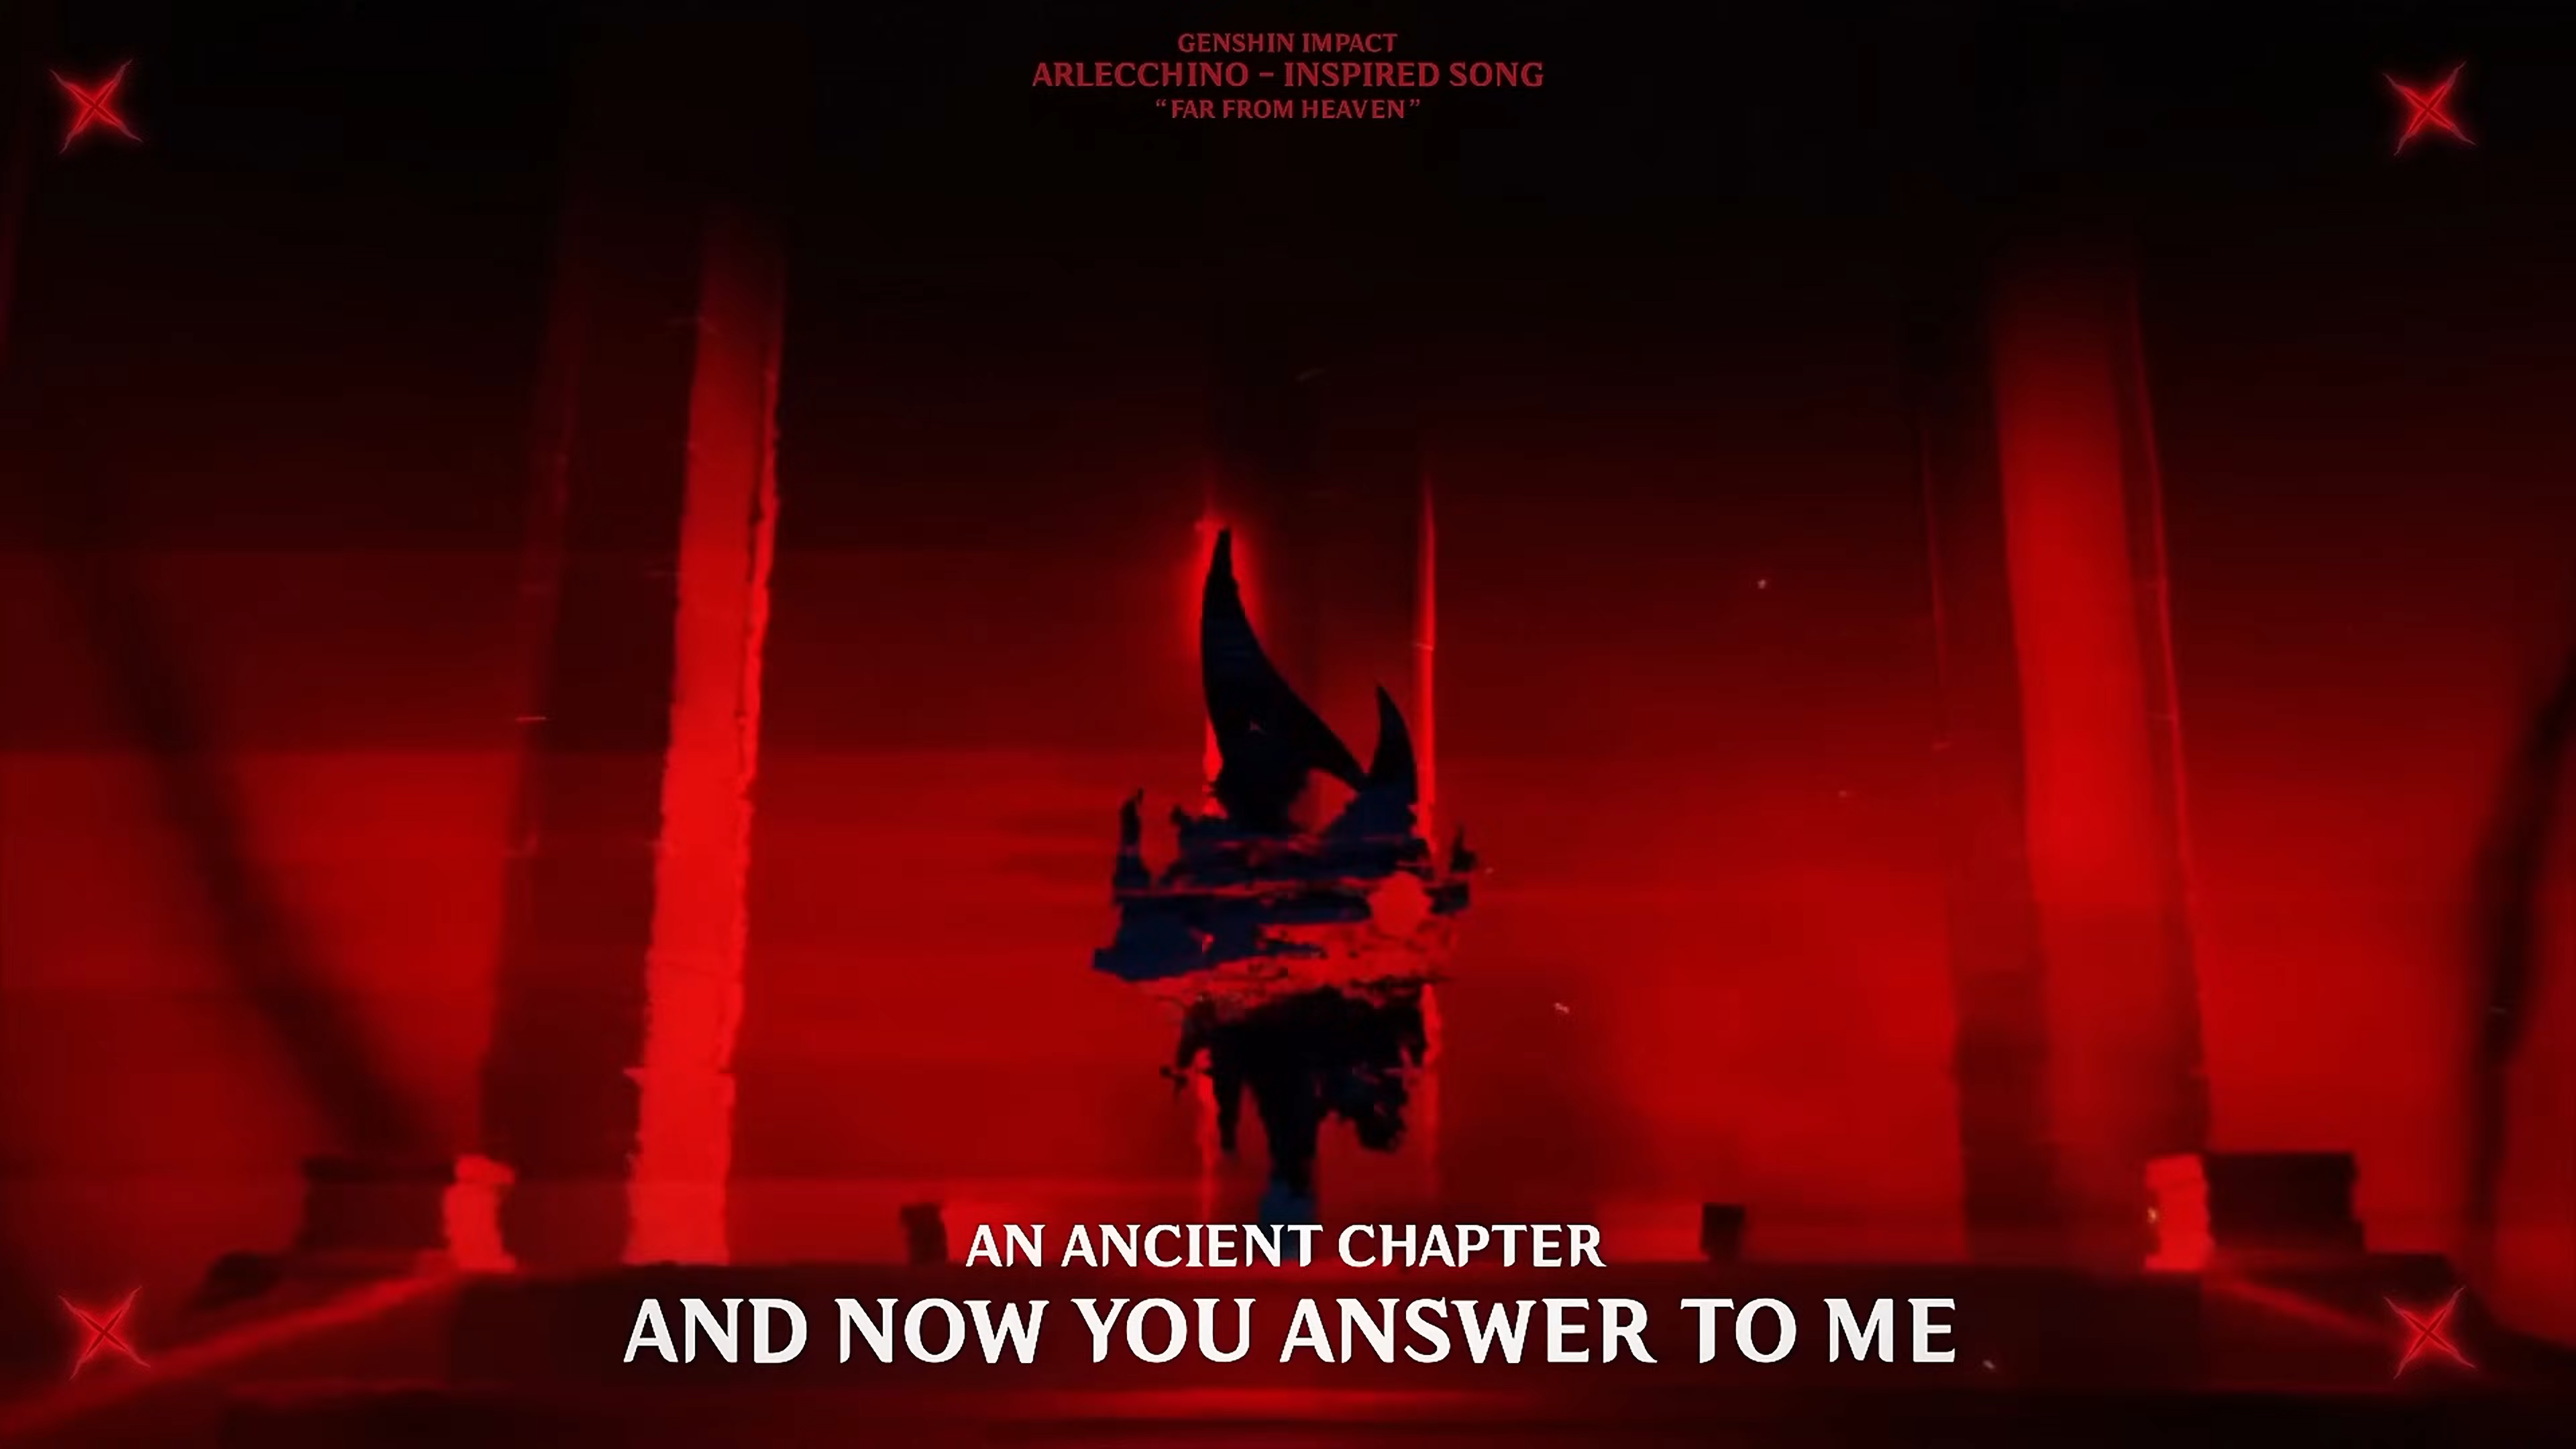 GENSHIN IMPACT
ARLECCHINO – INSPIRED SONG
“FAR FROM HEAVEN”
AN ANCIENT CHAPTER
AND NOW YOU ANSWER TO ME